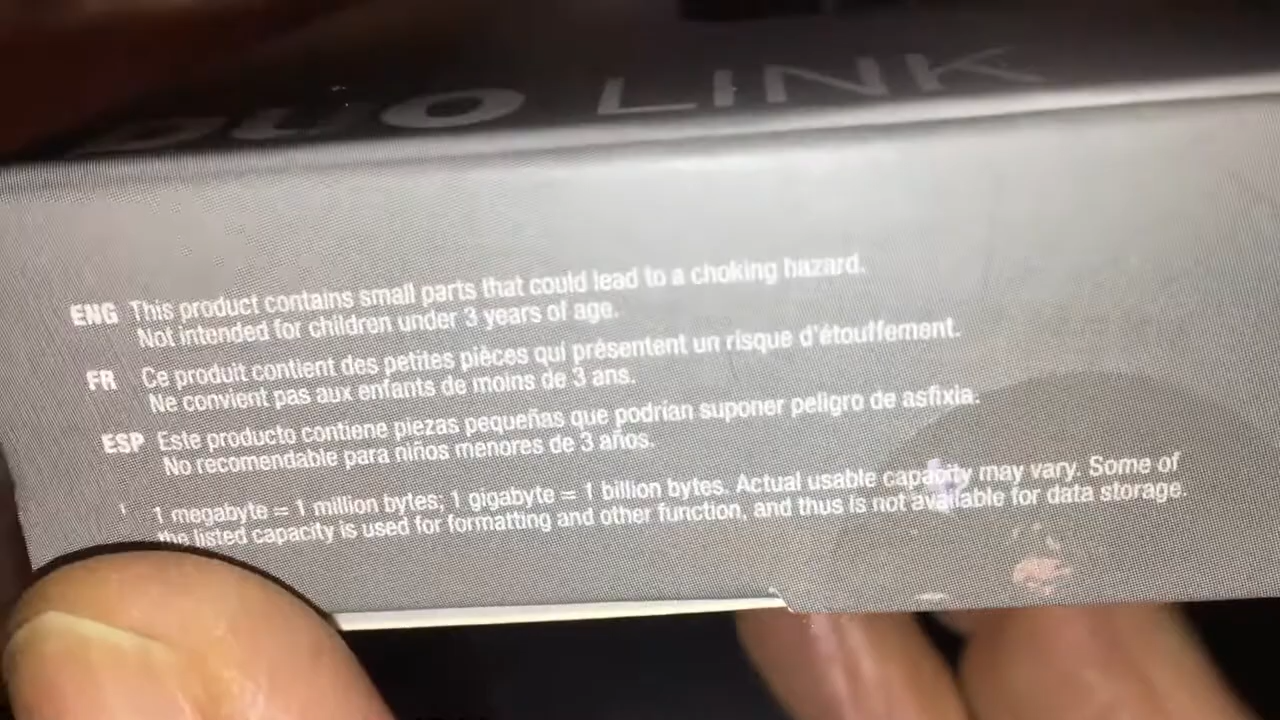 DUO LINK
ENG This product contains small parts that could lead to a choking hazard.
Not intended for children under 3 years of age.
FR Ce produit contient des petites pièces qui présentent un risque d'étouffement.
Ne convient pas aux enfants de moins de 3 ans.
ESP Este producto contiene piezas pequeñas que podrían suponer peligro de asfixia.
No recomendable para niños menores de 3 años.
1 1 megabyte = 1 million bytes; 1 gigabyte = 1 billion bytes. Actual usable capacity may vary. Some of
the listed capacity is used for formatting and other function, and thus is not available for data storage.